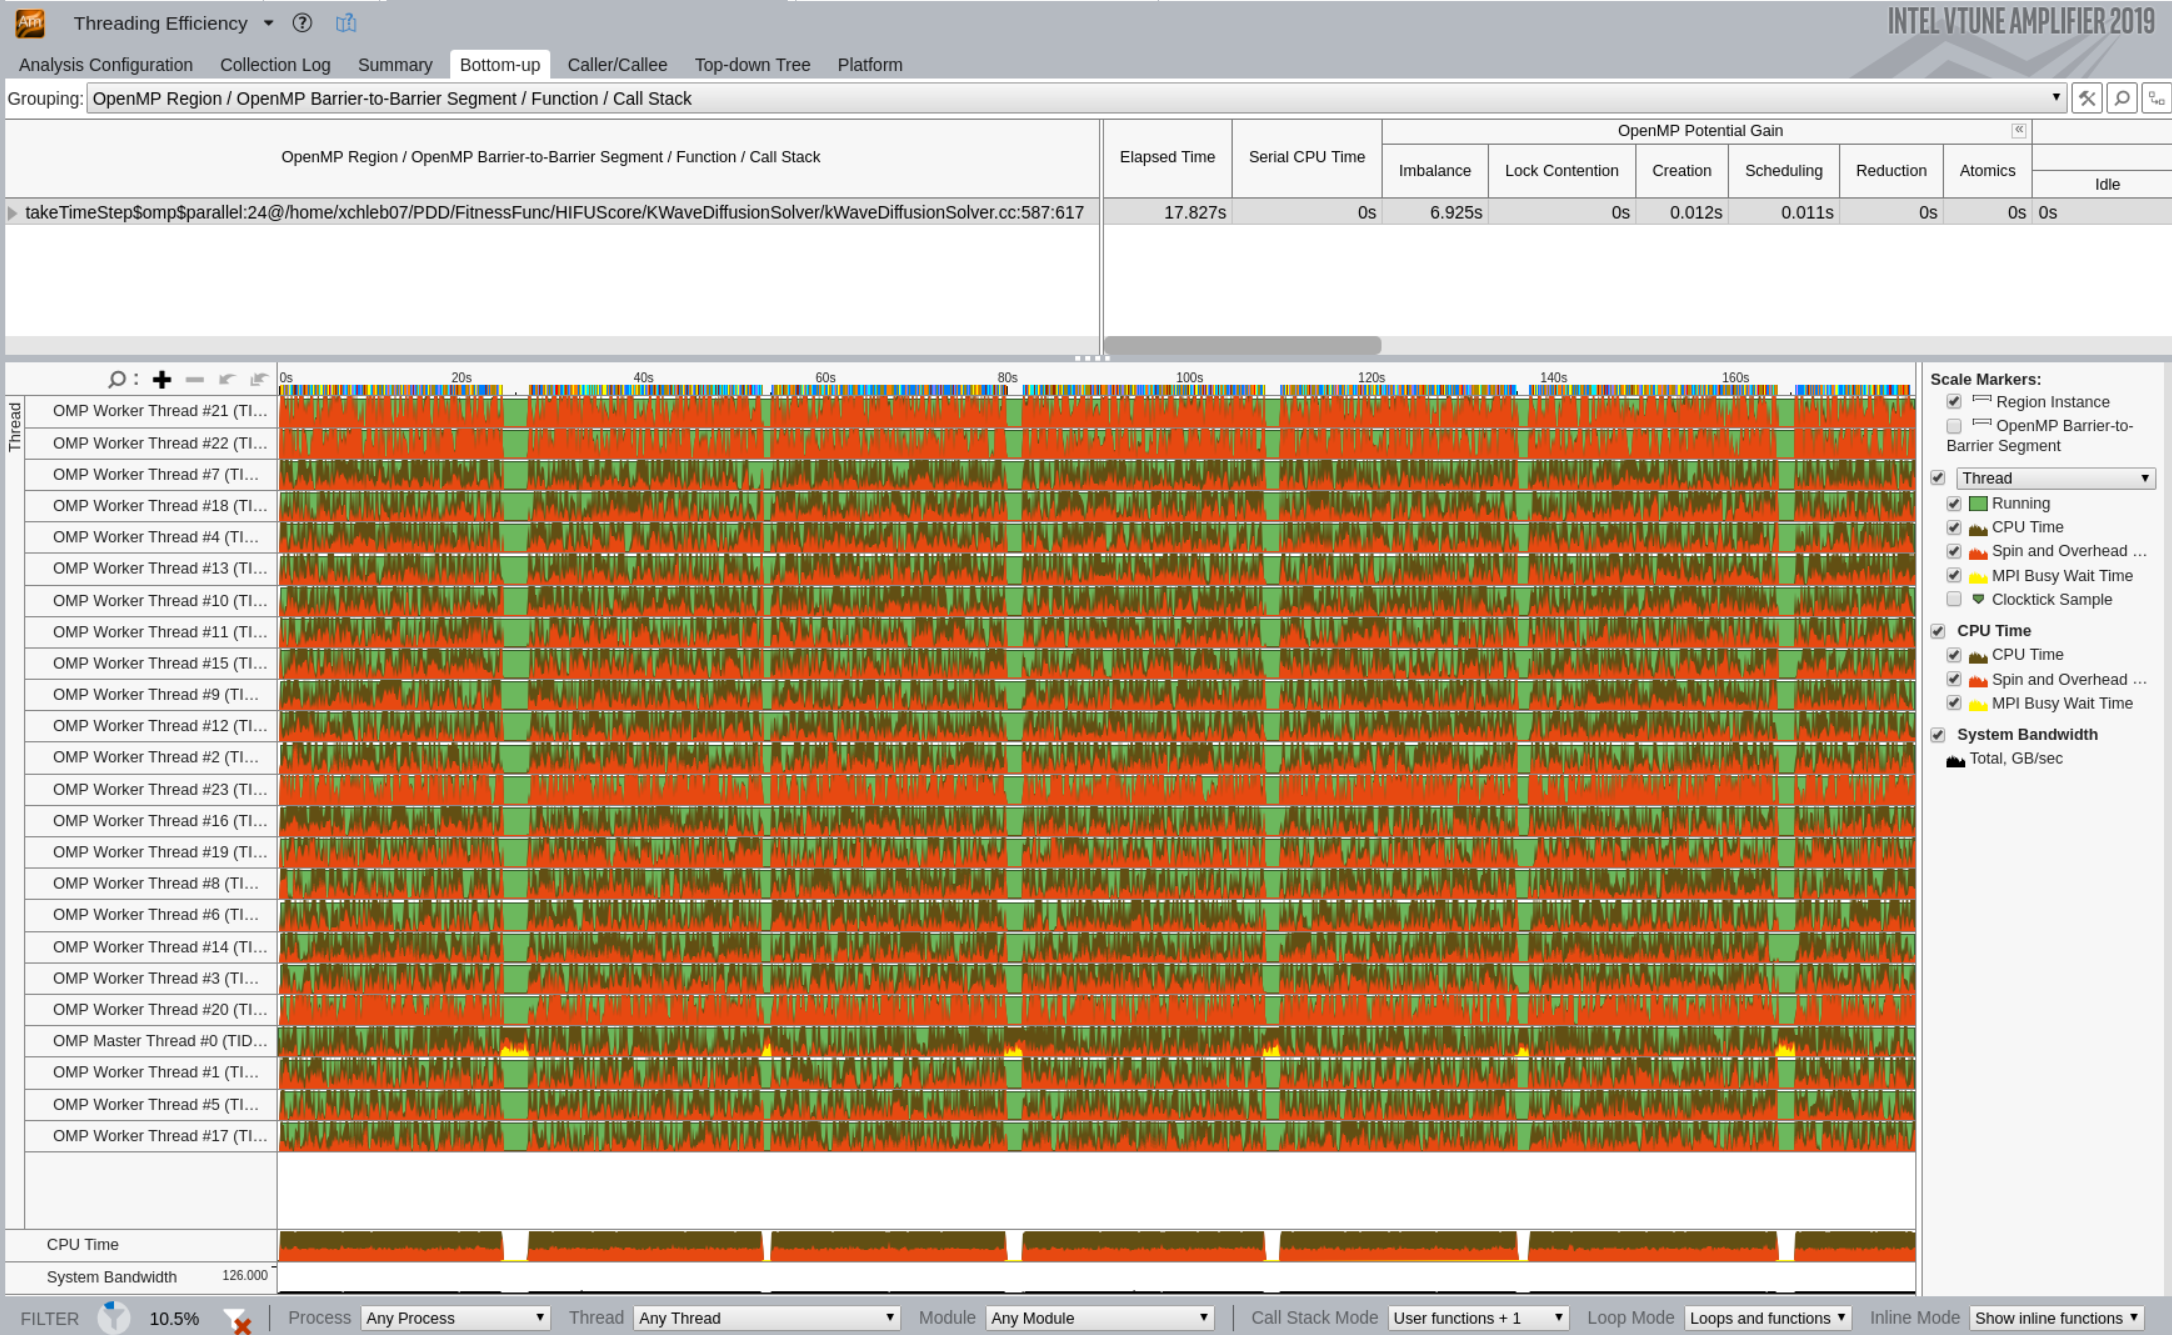 Am Threading Efficiency
INTEL VTUNE AMPLIFIER 2019
Analysis Configuration Collection Log Summary Bottom-up Caller/Callee Top-down Tree Platform
Grouping: OpenMP Region / OpenMP Barrier-to-Barrier Segment / Function / Call Stack
OpenMP Region / OpenMP Barrier-to-Barrier Segment / Function / Call Stack
Elapsed Time Serial CPU Time OpenMP Potential Gain
Imbalance Lock Contention Creation Scheduling Reduction Atomics
Idle
takeTimeStep$omp$parallel:24@/home/xchleb07/PDD/FitnessFunc/HIFUScore/KWaveDiffusionSolver/kWaveDiffusionSolver.cc:587:617 17.827s 0s 6.925s 0s 0.012s 0.011s 0s 0s 0s
0s 20s 40s 60s 80s 100s 120s 140s 160s
Thread
OMP Worker Thread #21 (TI...
OMP Worker Thread #22 (TI...
OMP Worker Thread #7 (TI...
OMP Worker Thread #18 (TI...
OMP Worker Thread #4 (TI...
OMP Worker Thread #13 (TI...
OMP Worker Thread #10 (TI...
OMP Worker Thread #11 (TI...
OMP Worker Thread #15 (TI...
OMP Worker Thread #9 (TI...
OMP Worker Thread #12 (TI...
OMP Worker Thread #2 (TI...
OMP Worker Thread #23 (TI...
OMP Worker Thread #16 (TI...
OMP Worker Thread #19 (TI...
OMP Worker Thread #8 (TI...
OMP Worker Thread #6 (TI...
OMP Worker Thread #14 (TI...
OMP Worker Thread #3 (TI...
OMP Worker Thread #20 (TI...
OMP Master Thread #0 (TID...
OMP Worker Thread #1 (TI...
OMP Worker Thread #5 (TI...
OMP Worker Thread #17 (TI...
CPU Time
System Bandwidth 126.000
Scale Markers:
Region Instance
OpenMP Barrier-to-
Barrier Segment
Thread
Running
CPU Time
Spin and Overhead ...
MPI Busy Wait Time
Clocktick Sample
CPU Time
CPU Time
Spin and Overhead ...
MPI Busy Wait Time
System Bandwidth
Total, GB/sec
FILTER 10.5% Process Any Process Thread Any Thread Module Any Module Call Stack Mode User functions + 1 Loop Mode Loops and functions Inline Mode Show inline functions